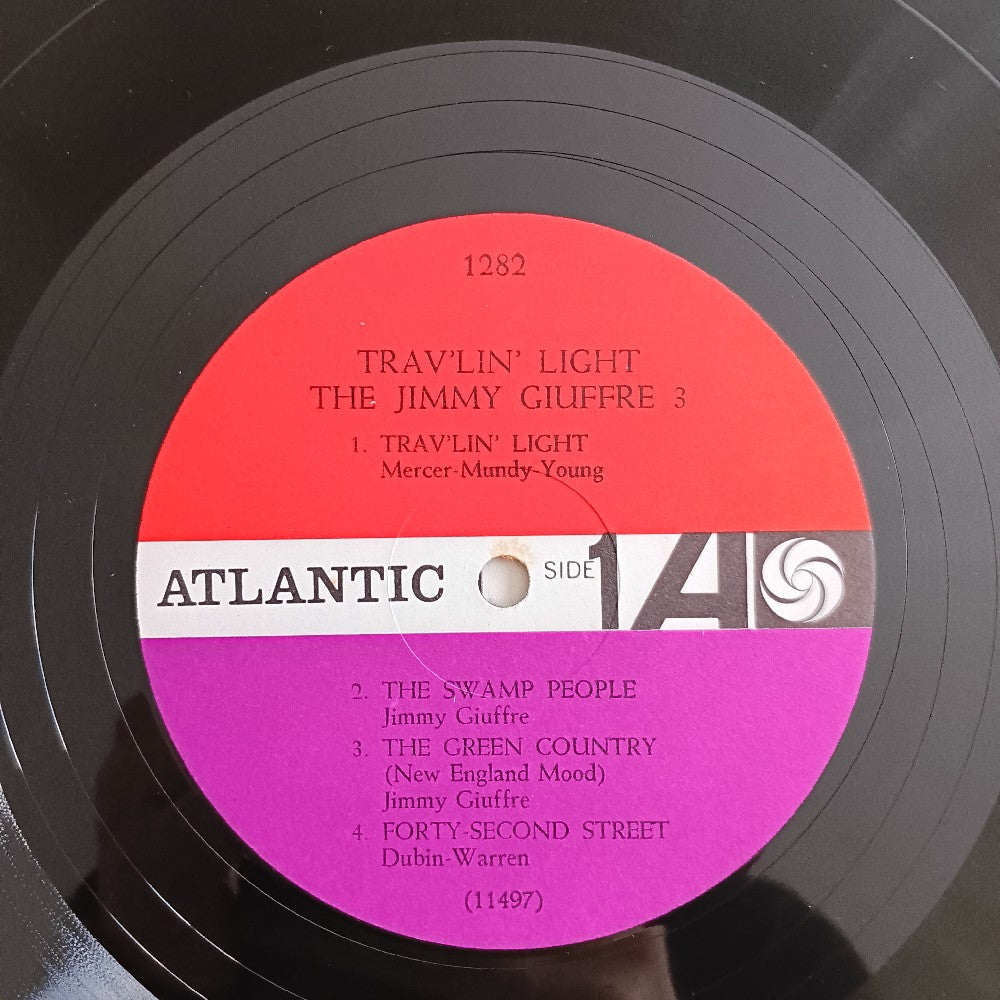 1282
TRAV'LIN' LIGHT
THE JIMMY GIUFFRE 3
1. TRAV'LIN' LIGHT
Mercer-Mundy-Young
ATLANTIC SIDE 1 A
2. THE SWAMP PEOPLE
Jimmy Giuffre
3. THE GREEN COUNTRY
(New England Mood)
Jimmy Giuffre
4. FORTY-SECOND STREET
Dubin-Warren
(11497)